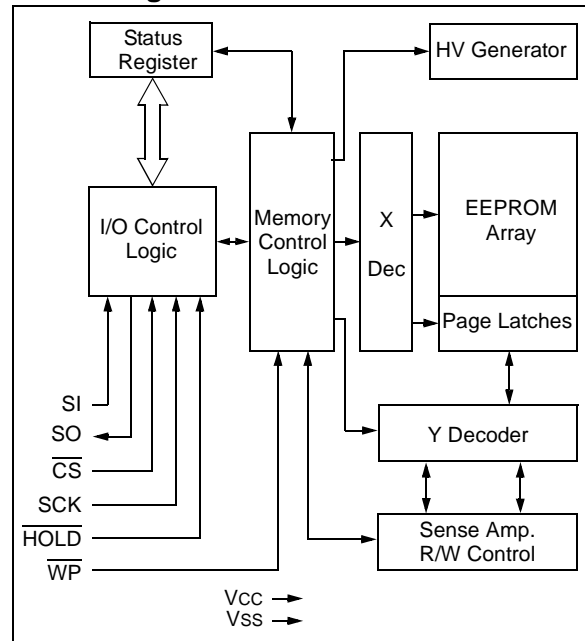 Status
Register
HV Generator
I/O Control
Logic
Memory
Control
Logic
X
Dec
EEPROM
Array
Page Latches
Y Decoder
Sense Amp.
R/W Control
SI
SO
CS
SCK
HOLD
WP
VCC
VSS